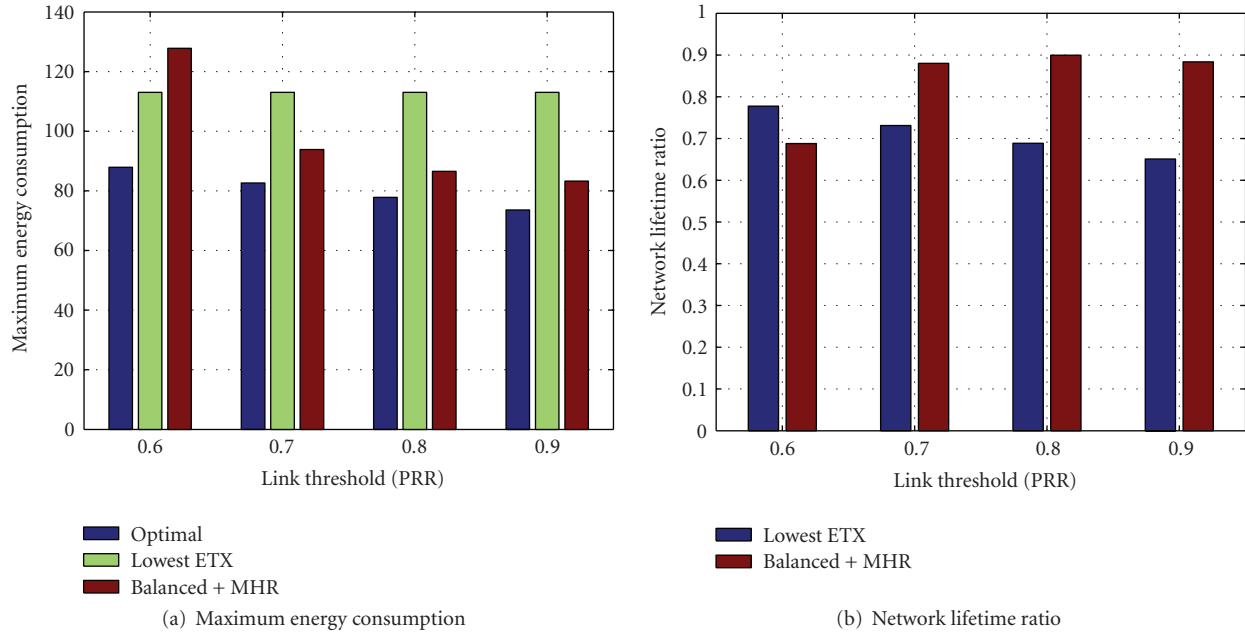 140
120
100
80
60
40
20
0
Maximum energy consumption
0.6 0.7 0.8 0.9
Link threshold (PRR)
Optimal
Lowest ETX
Balanced + MHR
(a) Maximum energy consumption
1
0.9
0.8
0.7
0.6
0.5
0.4
0.3
0.2
0.1
0
Network lifetime ratio
0.6 0.7 0.8 0.9
Link threshold (PRR)
Lowest ETX
Balanced + MHR
(b) Network lifetime ratio